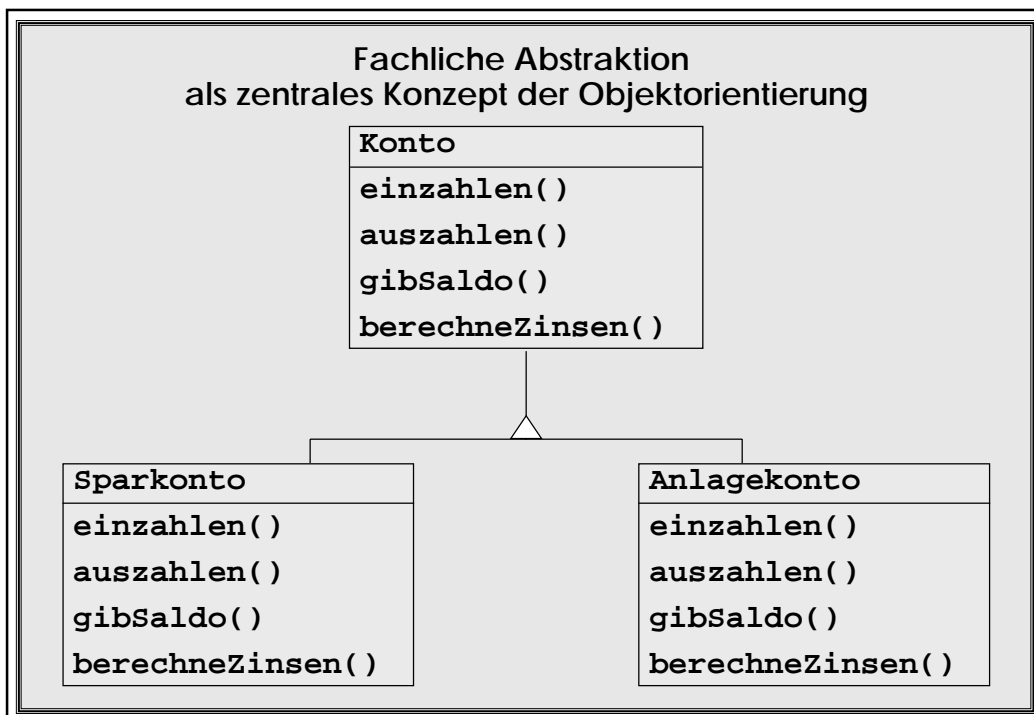 Fachliche Abstraktion
als zentrales Konzept der Objektorientierung
Konto
einzahlen()
auszahlen()
gibSaldo()
berechneZinsen()
Sparkonto
einzahlen()
auszahlen()
gibSaldo()
berechneZinsen()
Anlagekonto
einzahlen()
auszahlen()
gibSaldo()
berechneZinsen()